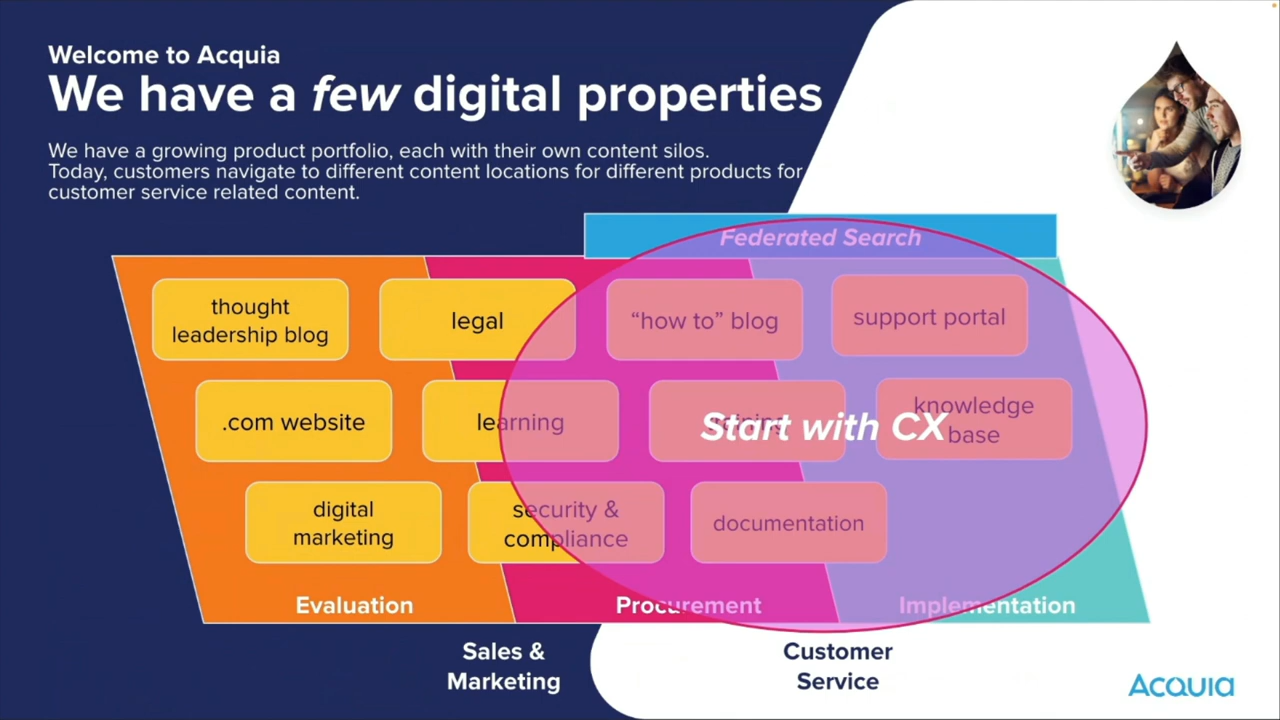 Welcome to Acquia
We have a few digital properties
We have a growing product portfolio, each with their own content silos.
Today, customers navigate to different content locations for different products for
customer service related content.
Federated Search
thought
leadership blog
legal
“how to” blog
support portal
.com website
learning
training
Start with CX
knowledge
base
digital
marketing
security &
compliance
documentation
Evaluation
Procurement
Implementation
Sales &
Marketing
Customer
Service
Acquia